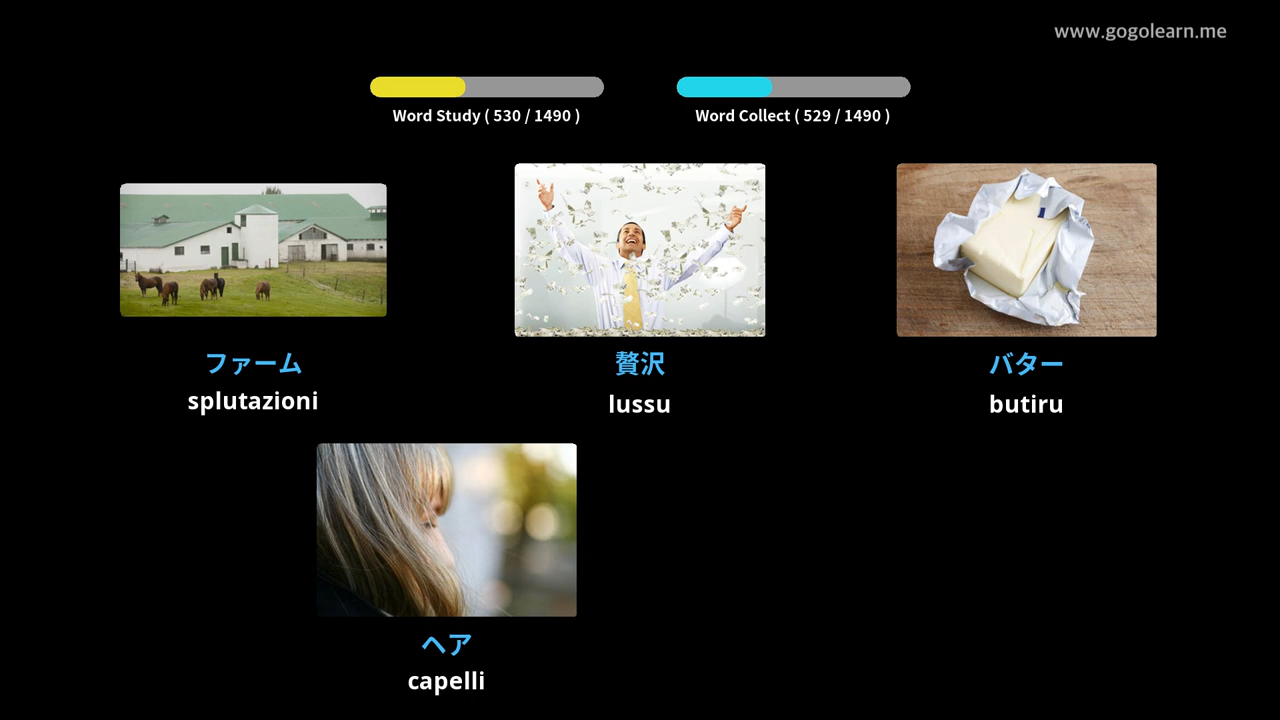 www.gogolearn.me
Word Study ( 530 / 1490 )
Word Collect ( 529 / 1490 )
ファーム
splutazioni
贅沢
lussu
バター
butiru
ヘア
capelli